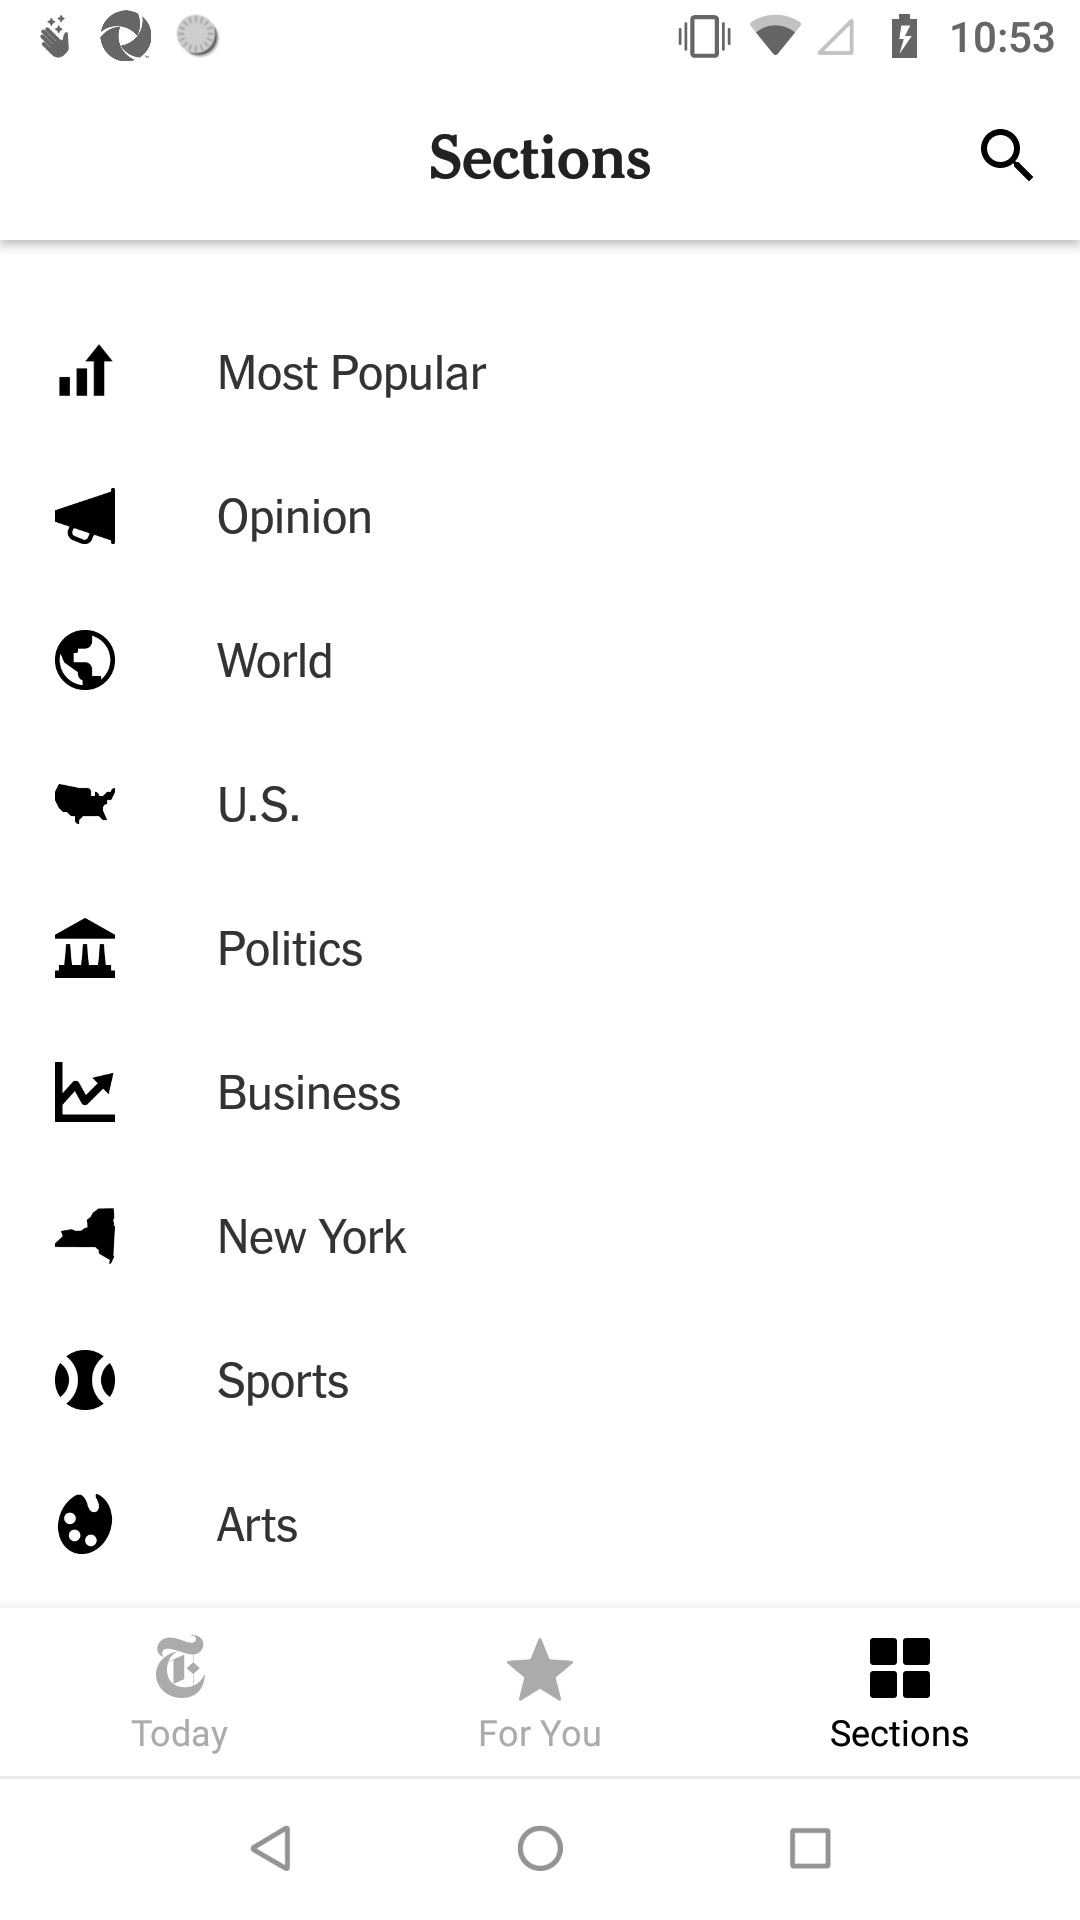 10:53
Sections
Most Popular
Opinion
World
U.S.
Politics
Business
New York
Sports
Arts
Today
For You
Sections